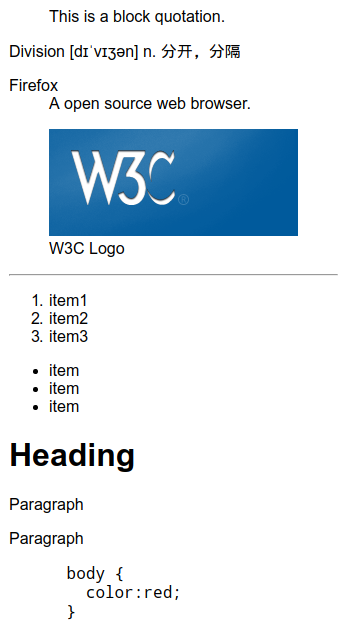 This is a block quotation.
Division [dɪˈvɪʒən] n. 分开，分隔
Firefox
A open source web browser.
W3C®
W3C Logo
1. item1
2. item2
3. item3
• item
• item
• item
Heading
Paragraph
Paragraph
body {
  color:red;
}